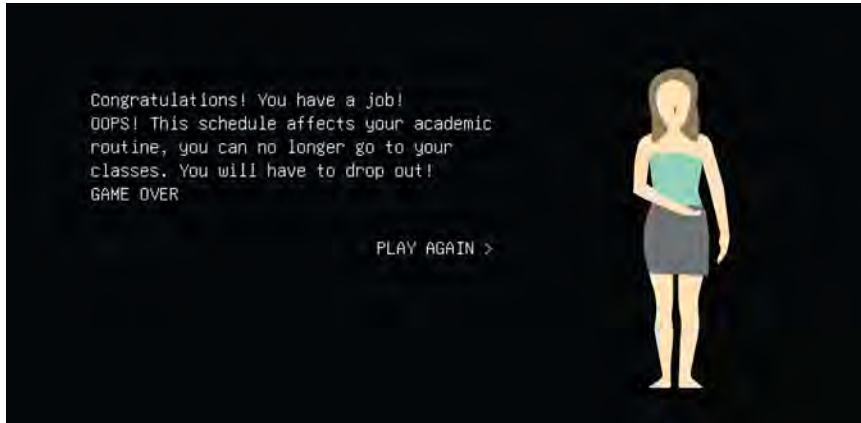 Congratulations! You have a job!
OOPS! This schedule affects your academic
routine, you can no longer go to your
classes. You will have to drop out!
GAME OVER
PLAY AGAIN >